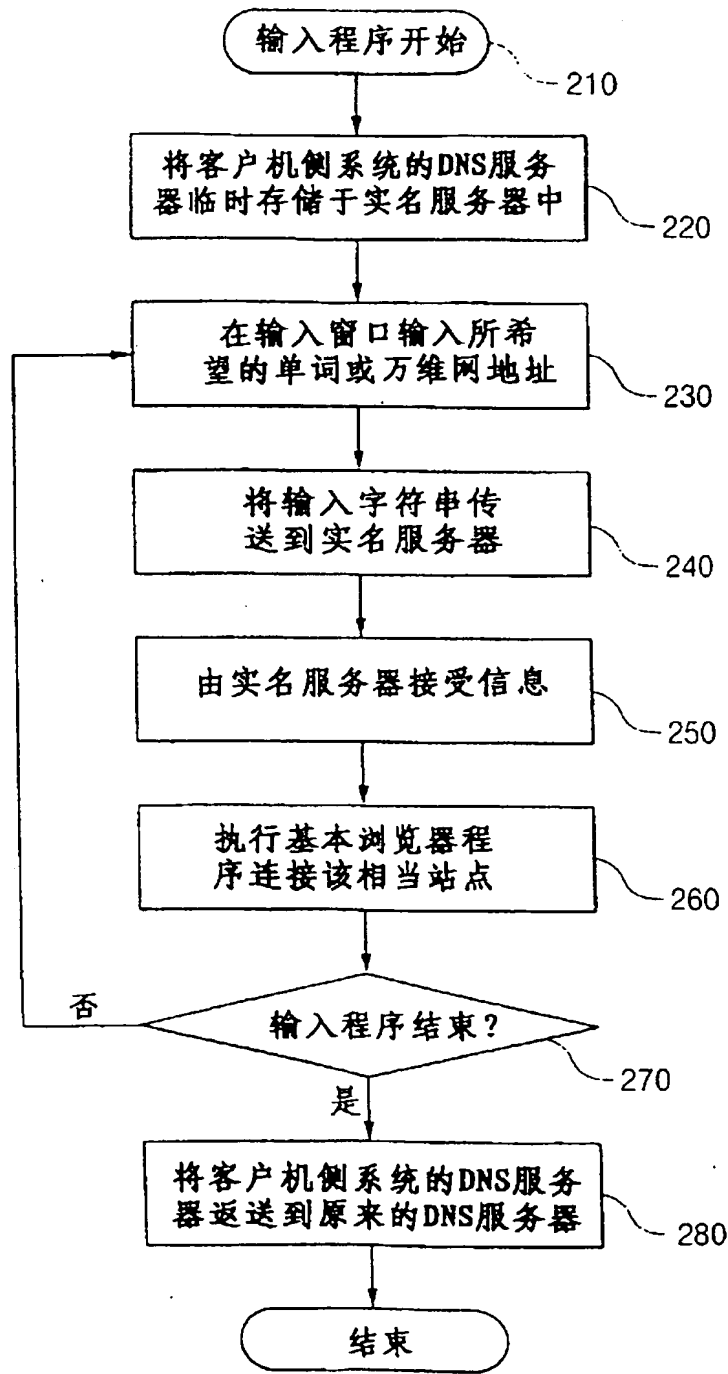 输入程序开始
210
将客户机侧系统的DNS服务
器临时存储于实名服务器中
220
在输入窗口输入所希
望的单词或万维网地址
230
将输入字符串传
送到实名服务器
240
由实名服务器接受信息
250
执行基本浏览器程
序连接该相当站点
260
否
输入程序结束?
270
是
将客户机侧系统的DNS服务
器返送到原来的DNS服务器
280
结束